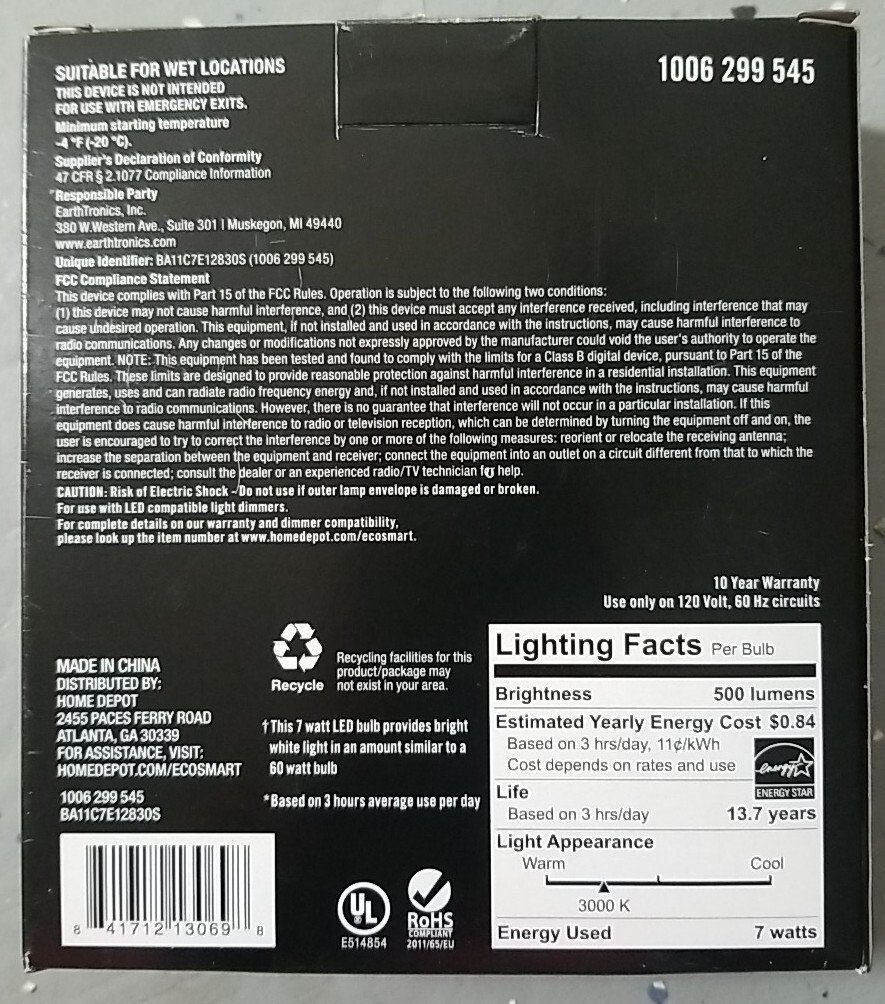 SUITABLE FOR WET LOCATIONS
THIS DEVICE IS NOT INTENDED
FOR USE WITH EMERGENCY EXITS.
Minimum starting temperature
-4 °F (-20 °C).
Supplier's Declaration of Conformity
47 CFR § 2.1077 Compliance Information
Responsible Party
EarthTronics, Inc.
380 W.Western Ave., Suite 301 | Muskegon, MI 49440
www.earthtronics.com
Unique Identifier: BA11C7E12830S (1006 299 545)
FCC Compliance Statement
This device complies with Part 15 of the FCC Rules. Operation is subject to the following two conditions:
(1) this device may not cause harmful interference, and (2) this device must accept any interference received, including interference that may
cause undesired operation. This equipment, if not installed and used in accordance with the instructions, may cause harmful interference to
radio communications. Any changes or modifications not expressly approved by the manufacturer could void the user's authority to operate the
equipment. NOTE: This equipment has been tested and found to comply with the limits for a Class B digital device, pursuant to Part 15 of the
FCC Rules. These limits are designed to provide reasonable protection against harmful interference in a residential installation. This equipment
generates, uses and can radiate radio frequency energy and, if not installed and used in accordance with the instructions, may cause harmful
interference to radio communications. However, there is no guarantee that interference will not occur in a particular installation. If this
equipment does cause harmful interference to radio or television reception, which can be determined by turning the equipment off and on, the
user is encouraged to try to correct the interference by one or more of the following measures: reorient or relocate the receiving antenna;
increase the separation between the equipment and receiver; connect the equipment into an outlet on a circuit different from that to which the
receiver is connected; consult the dealer or an experienced radio/TV technician for help.
CAUTION: Risk of Electric Shock - Do not use if outer lamp envelope is damaged or broken.
For use with LED compatible light dimmers.
For complete details on our warranty and dimmer compatibility,
please look up the item number at www.homedepot.com/ecosmart.
1006 299 545
10 Year Warranty
Use only on 120 Volt, 60 Hz circuits
MADE IN CHINA
DISTRIBUTED BY:
HOME DEPOT
2455 PACES FERRY ROAD
ATLANTA, GA 30339
FOR ASSISTANCE, VISIT:
HOMEDEPOT.COM/ECOSMART
1006 299 545
BA11C7E12830S
8 41712 13069 8
Recycle
Recycling facilities for this
product/package may
not exist in your area.
†This 7 watt LED bulb provides bright
white light in an amount similar to a
60 watt bulb
*Based on 3 hours average use per day
UL
E514854
RoHS
COMPLIANT
2011/65/EU
Lighting Facts Per Bulb
Brightness 500 lumens
Estimated Yearly Energy Cost $0.84
Based on 3 hrs/day, 11¢/kWh
Cost depends on rates and use
energy
ENERGY STAR
Life
Based on 3 hrs/day 13.7 years
Light Appearance
Warm Cool
3000 K
Energy Used 7 watts